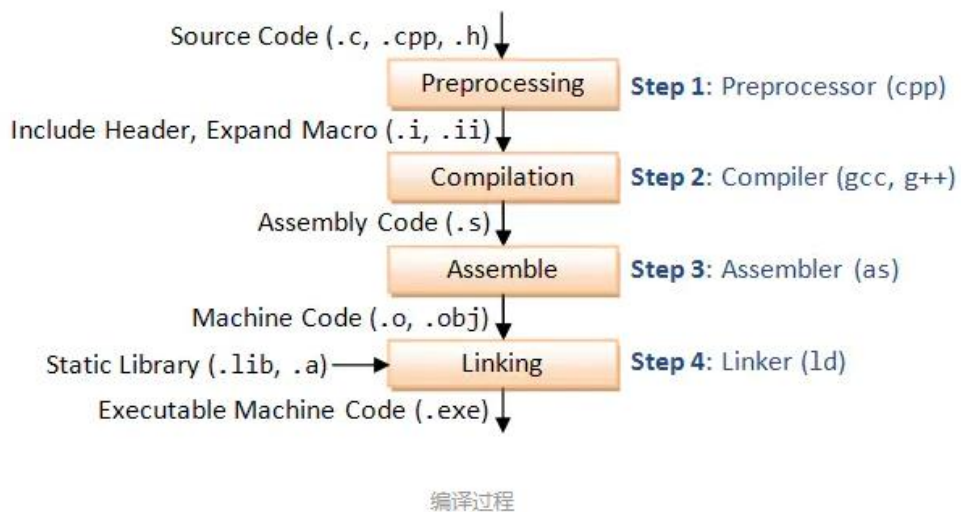 Source Code (.c, .cpp, .h)
Preprocessing
Step 1: Preprocessor (cpp)
Include Header, Expand Macro (.i, .ii)
Compilation
Step 2: Compiler (gcc, g++)
Assembly Code (.s)
Assemble
Step 3: Assembler (as)
Machine Code (.o, .obj)
Static Library (.lib, .a)
Linking
Step 4: Linker (ld)
Executable Machine Code (.exe)
编译过程